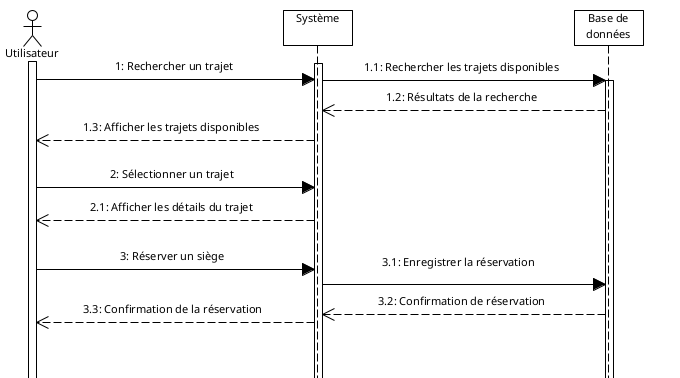 Utilisateur
Système
Base de
données
1: Rechercher un trajet
1.1: Rechercher les trajets disponibles
1.2: Résultats de la recherche
1.3: Afficher les trajets disponibles
2: Sélectionner un trajet
2.1: Afficher les détails du trajet
3: Réserver un siège
3.1: Enregistrer la réservation
3.2: Confirmation de réservation
3.3: Confirmation de la réservation